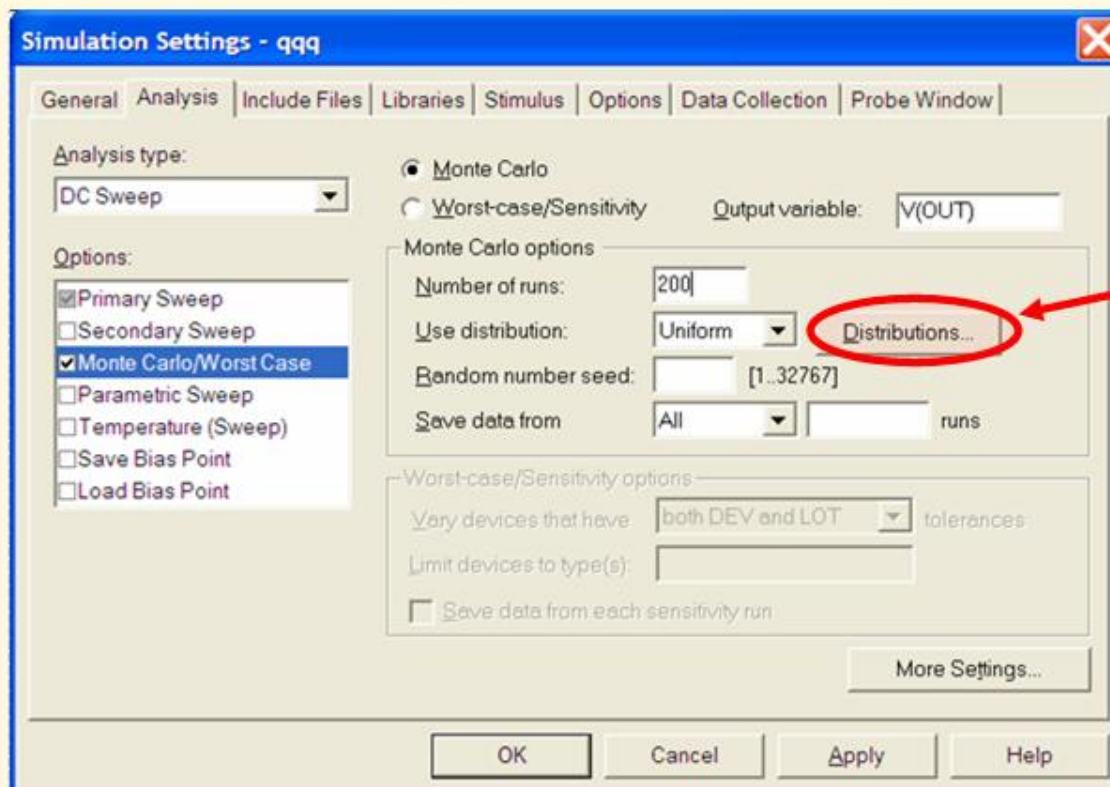 Simulation Settings - qqq
General Analysis Include Files Libraries Stimulus Options Data Collection Probe Window
Analysis type:
DC Sweep
Options:
Primary Sweep
Secondary Sweep
Monte Carlo/Worst Case
Parametric Sweep
Temperature (Sweep)
Save Bias Point
Load Bias Point
Monte Carlo
Worst-case/Sensitivity Output variable: V(OUT)
Monte Carlo options
Number of runs: 200
Use distribution: Uniform Distributions...
Random number seed: [1..32767]
Save data from All runs
Worst-case/Sensitivity options
Vary devices that have both DEV and LOT tolerances
Limit devices to type(s):
Save data from each sensitivity run
More Settings...
OK Cancel Apply Help